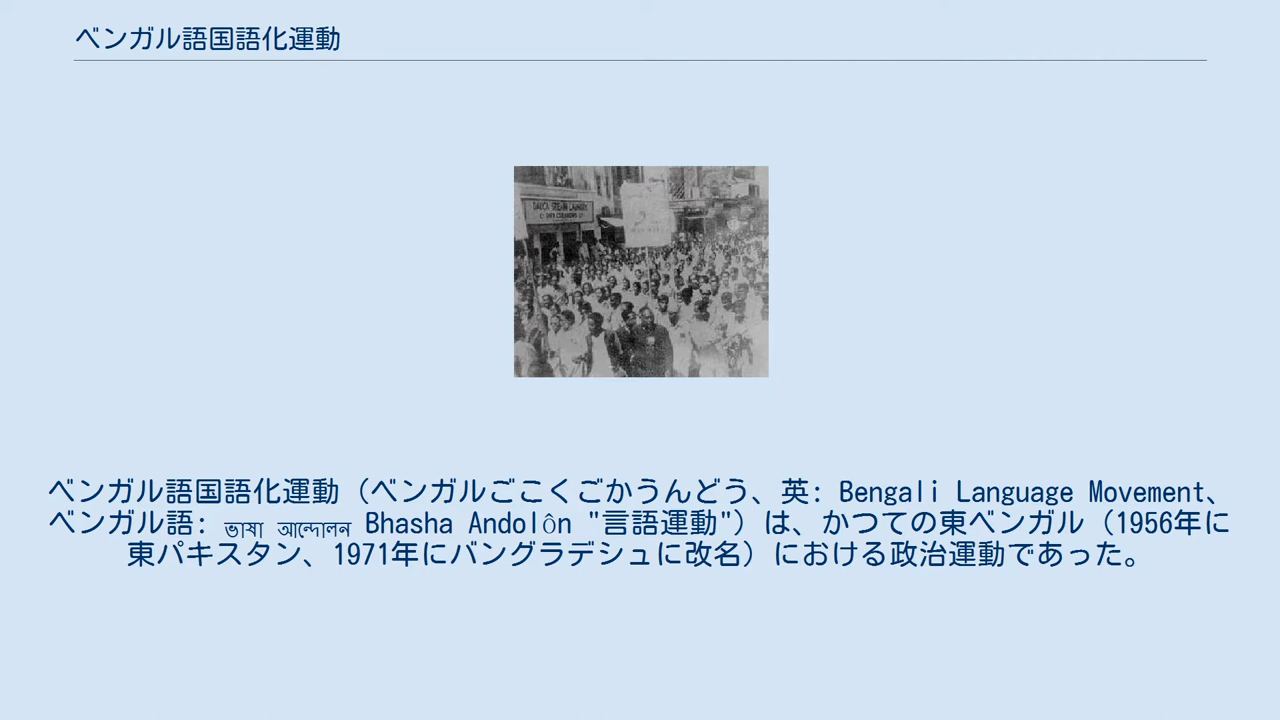 ベンガル語国語化運動
DACCA STEAM LAUNDRY
ベンガル語国語化運動（ベンガルごこくごかうんどう、英: Bengali Language Movement、
ベンガル語: ভাষা আন্দোলন Bhasha Andolôn "言語運動"）は、かつての東ベンガル（1956年に
東パキスタン、1971年にバングラデシュに改名）における政治運動であった。